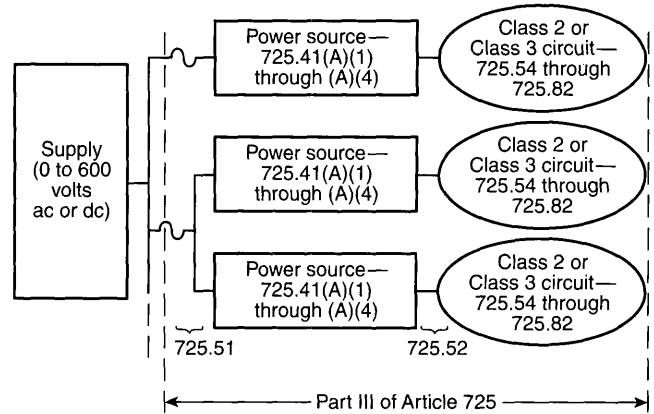 Supply
(0 to 600
volts
ac or dc)
Power source—
725.41(A)(1)
through (A)(4)
Class 2 or
Class 3 circuit—
725.54 through
725.82
Power source—
725.41(A)(1)
through (A)(4)
Class 2 or
Class 3 circuit—
725.54 through
725.82
Power source—
725.41(A)(1)
through (A)(4)
Class 2 or
Class 3 circuit—
725.54 through
725.82
725.51
725.52
Part III of Article 725